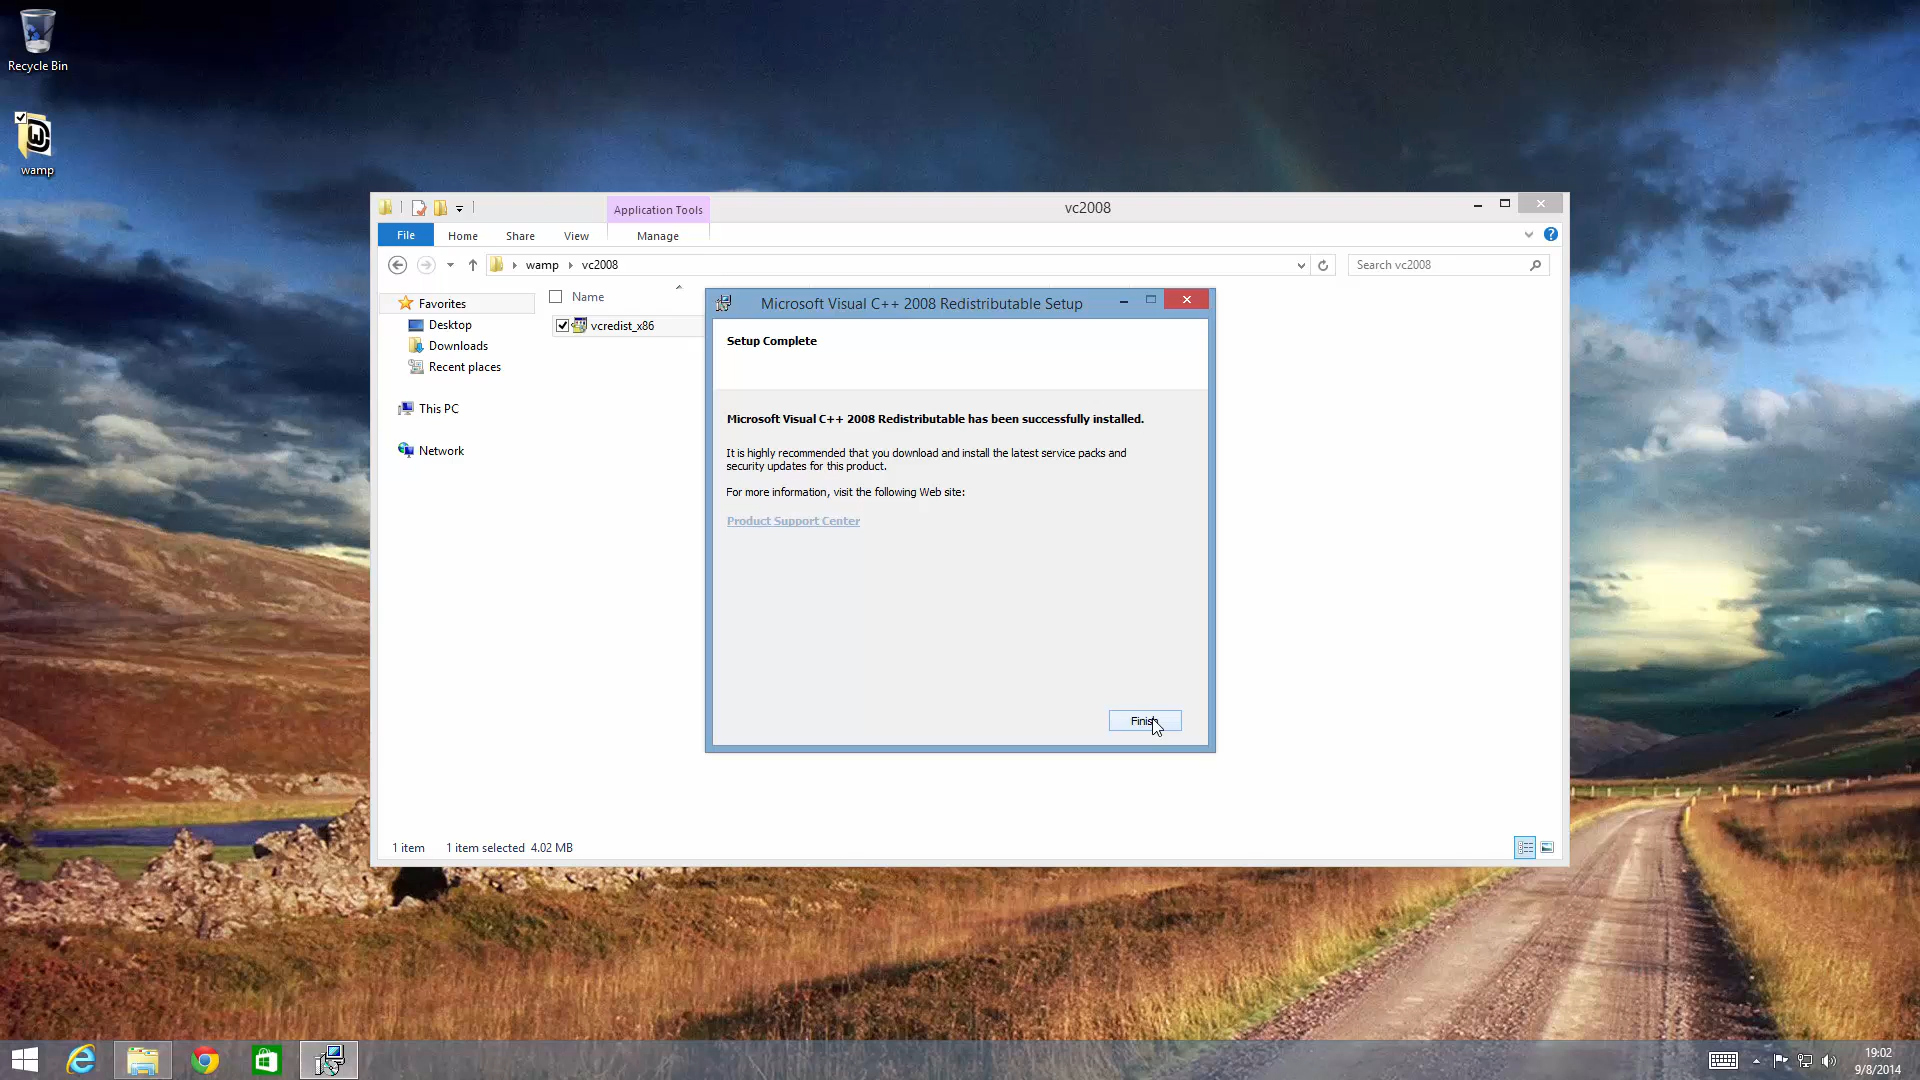 Recycle Bin
wamp
Application Tools
vc2008
File
Home
Share
View
Manage
wamp
vc2008
Search vc2008
Favorites
Desktop
Downloads
Recent places
This PC
Network
Name
vcredist_x86
Microsoft Visual C++ 2008 Redistributable Setup
Setup Complete
Microsoft Visual C++ 2008 Redistributable has been successfully installed.
It is highly recommended that you download and install the latest service packs and
security updates for this product.
For more information, visit the following Web site:
Product Support Center
Finish
1 item
1 item selected 4.02 MB
19:02
9/8/2014